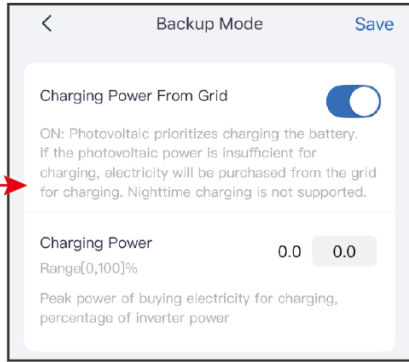 Backup Mode Save
Charging Power From Grid
ON: Photovoltaic prioritizes charging the battery.
If the photovoltaic power is insufficient for
charging, electricity will be purchased from the grid
for charging. Nighttime charging is not supported.
Charging Power 0.0 0.0
Range[0,100]%
Peak power of buying electricity for charging,
percentage of inverter power